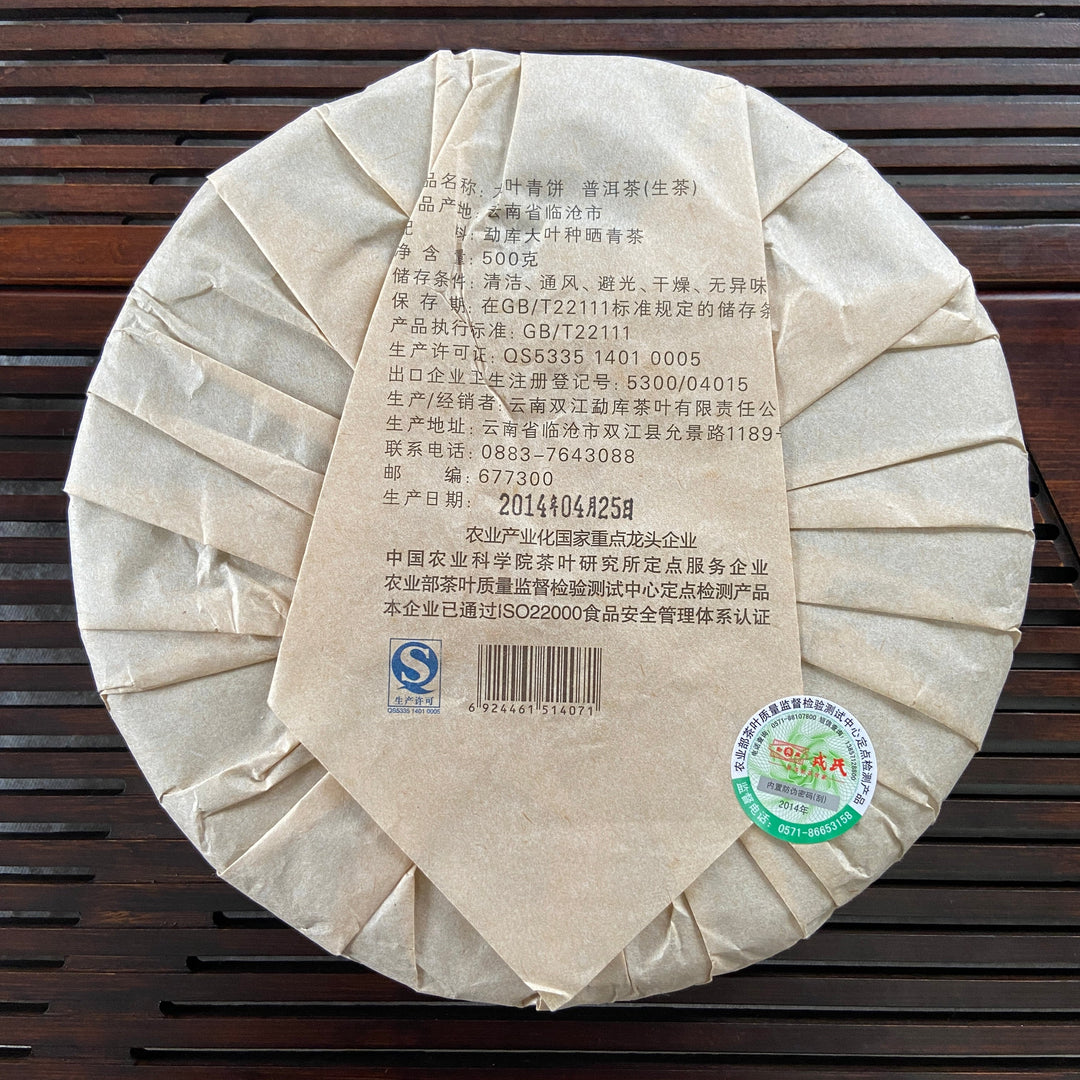 品名称: 一叶青饼 普洱茶(生茶)
品产地: 云南省临沧市
料: 勐库大叶种晒青茶
净含量: 500克
储存条件: 清洁、通风、避光、干燥、无异味
保存期: 在GB/T22111标准规定的储存条
产品执行标准: GB/T22111
生产许可证: QS5335 1401 0005
出口企业卫生注册登记号: 5300/04015
生产/经销者: 云南双江勐库茶叶有限责任公
生产地址: 云南省临沧市双江县允景路1189
联系电话: 0883-7643088
邮 编: 677300
生产日期: 2014年04月25日
农业产业化国家重点龙头企业
中国农业科学院茶叶研究所定点服务企业
农业部茶叶质量监督检验测试中心定点检测产品
本企业已通过ISO22000食品安全管理体系认证
生产许可
QS5335 1401 0005
6 924461 514071
农业部茶叶质量监督检验测试中心定点检测产品
电话查询: 0571-86107800 短信查询: 13851128800
戎氏
内置防伪密码(刮)
2014年
监督电话: 0571-86653158